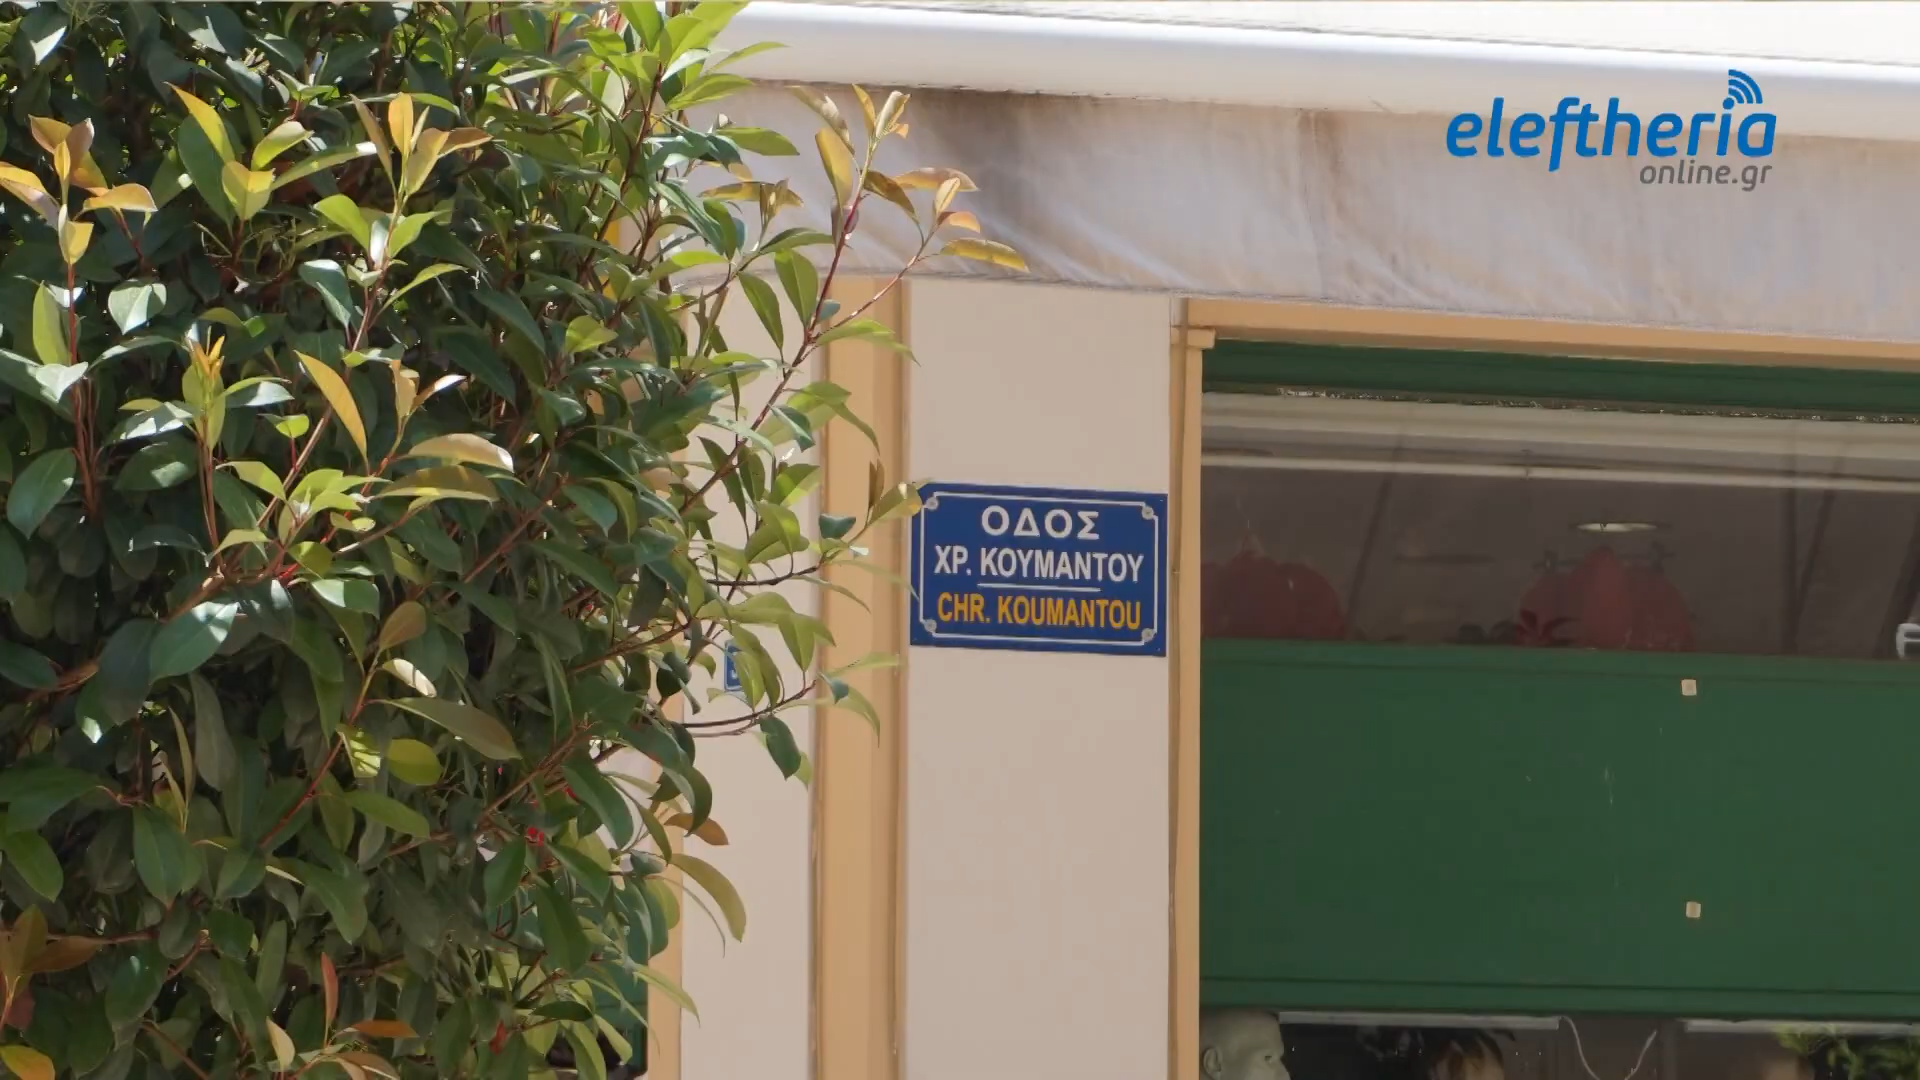 eleftheria
online.gr
ΟΔΟΣ
ΧΡ. ΚΟΥΜΑΝΤΟΥ
CHR. KOUMANTOU